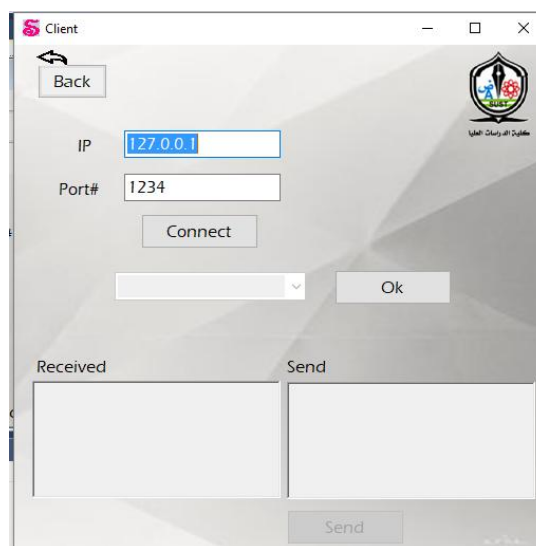 Client
Back
SUST
كلية الدراسات العليا
IP
127.0.0.1
Port#
1234
Connect
Ok
Received
Send
Send